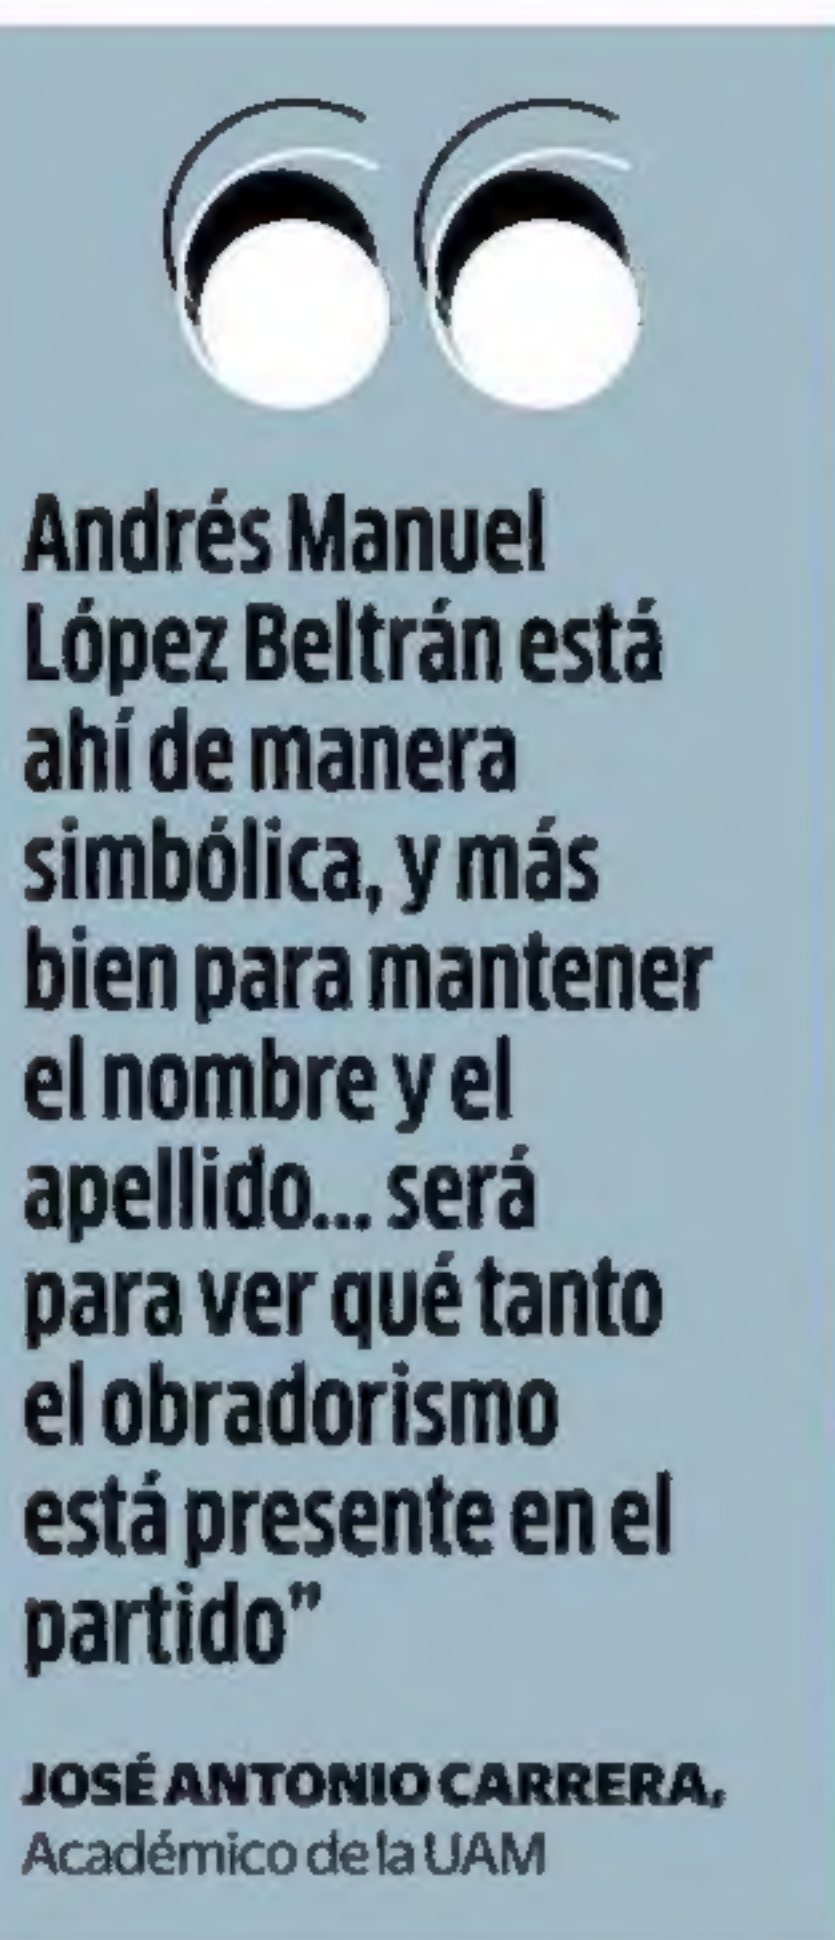 Andrés Manuel
López Beltrán está
ahí de manera
simbólica, y más
bien para mantener
el nombre y el
apellido... será
para ver qué tanto
el obradorismo
está presente en el
partido”
JOSÉ ANTONIO CARRERA,
Académico de la UAM